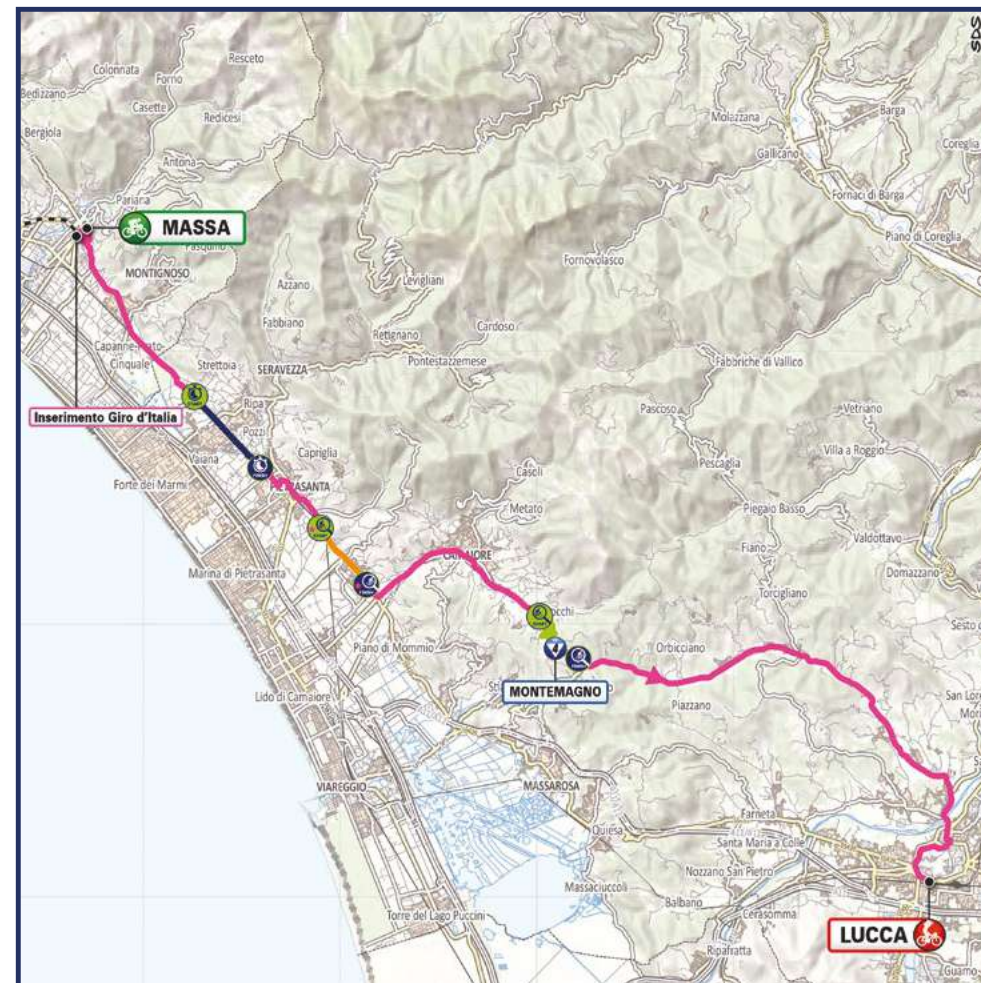 SDS
Colonnata
Resceto
Forno
Bedizzano
Casette
Redicesi
Bergiola
Antona
Pariana
MASSA
MONTIGNOSO
Molazzana
Barga
Coreglia
Gallicano
Fornaci di Barga
Piano di Coreglia
Fornovolasco
Levigliani
Azzano
Fabbiano
Retignano
Cardoso
Pontestazzemese
Fabbriche di Vallico
Cinquale
Strettoia
SERAVEZZA
Inserimento Giro d'Italia
Ripa
Pozzi
Vaiana
Capriglia
Forte dei Marmi
Pascoso
Vetriano
Villa a Roggio
Pescaglia
Casoli
Metato
Piegaio Basso
Valdottavo
Fiano
Domazzano
Torcigliano
Marina di Pietrasanta
CAMAIORE
Piano di Mommio
Orbicciano
MONTEMAGNO
Piazzano
Lido di Camaiore
VIAREGGIO
MASSAROSA
Quiesa
Farneta
Santa Maria a Colle
Nozzano San Pietro
Massaciuccoli
Balbano
Cerasomma
Torre del Lago Puccini
Ripafratta
LUCCA
Guamo